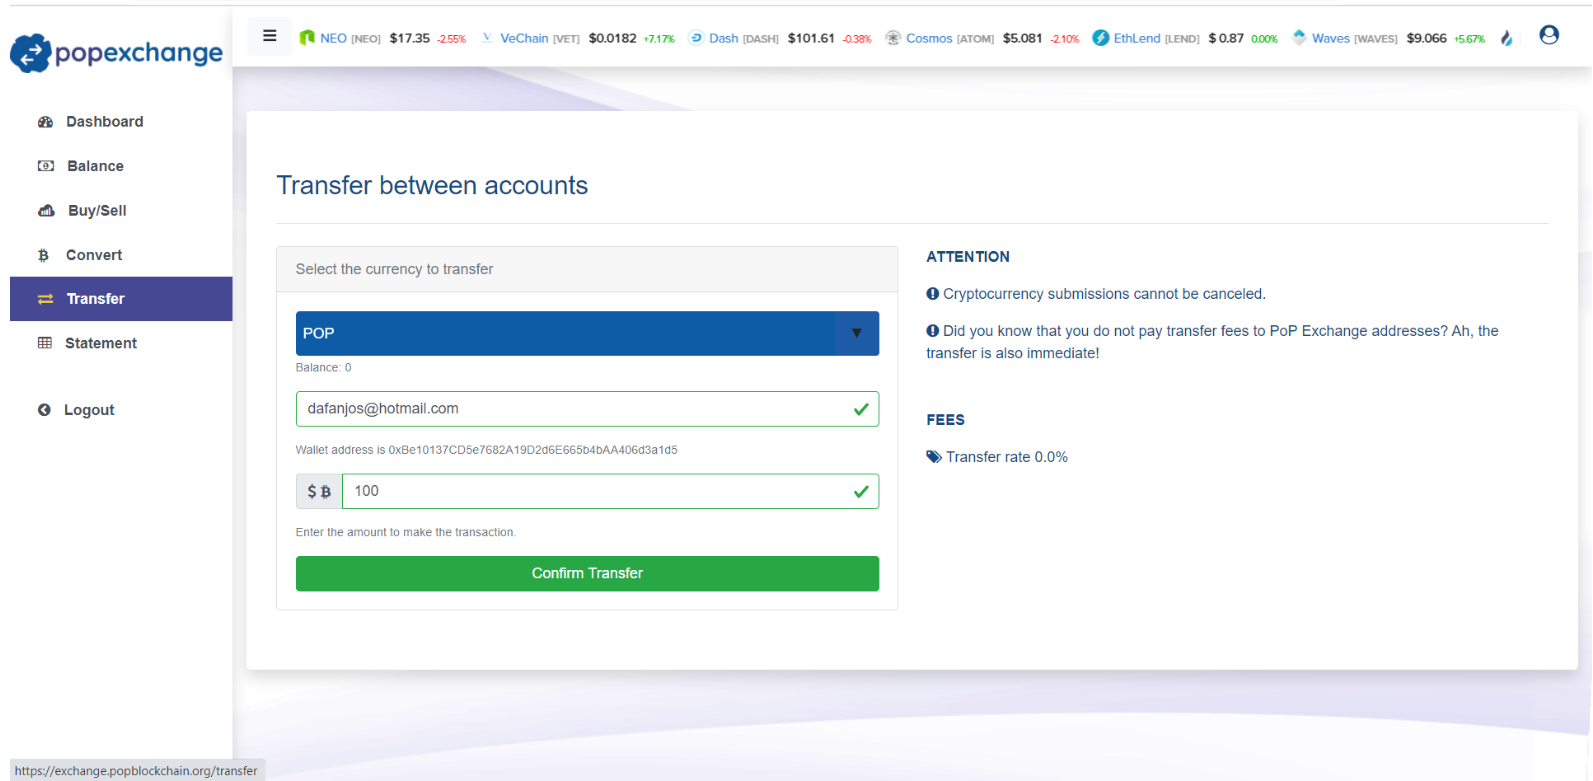 popexchange
NEO [NEO] $17.35 -2.55% VeChain [VET] $0.0182 +7.17% Dash [DASH] $101.61 -0.38% Cosmos [ATOM] $5.081 -2.10% EthLend [LEND] $ 0.87 0.00% Waves [WAVES] $9.066 +5.67%
Dashboard
Balance
Buy/Sell
Convert
Transfer
Statement
Logout
Transfer between accounts
Select the currency to transfer
POP
Balance: 0
dafanjos@hotmail.com
Wallet address is 0xBe10137CD5e7682A19D2d6E665b4bAA406d3a1d5
$ ₿ 100
Enter the amount to make the transaction.
Confirm Transfer
ATTENTION
Cryptocurrency submissions cannot be canceled.
Did you know that you do not pay transfer fees to PoP Exchange addresses? Ah, the
transfer is also immediate!
FEES
Transfer rate 0.0%
https://exchange.popblockchain.org/transfer